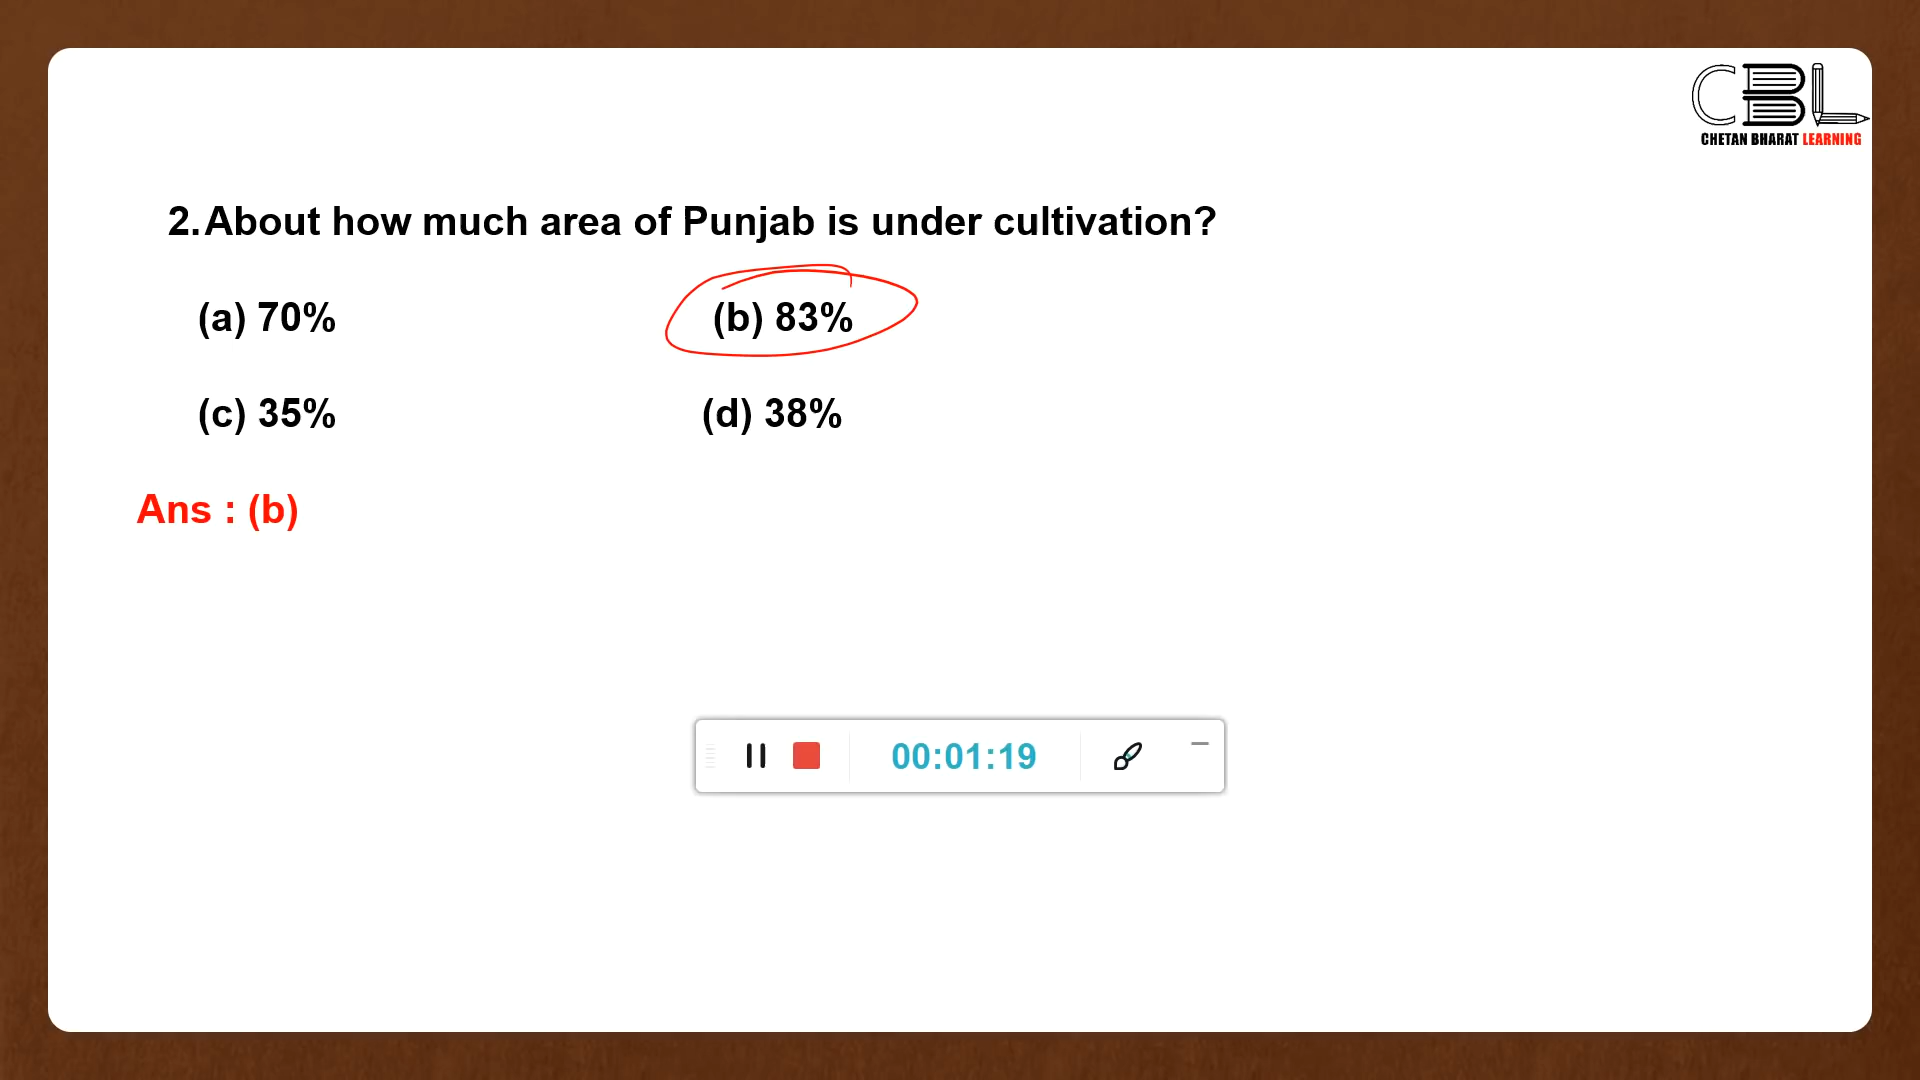 CBL
CHETAN BHARAT LEARNING
2. About how much area of Punjab is under cultivation?
(a) 70% (b) 83%
(c) 35% (d) 38%
Ans : (b)
00:01:19